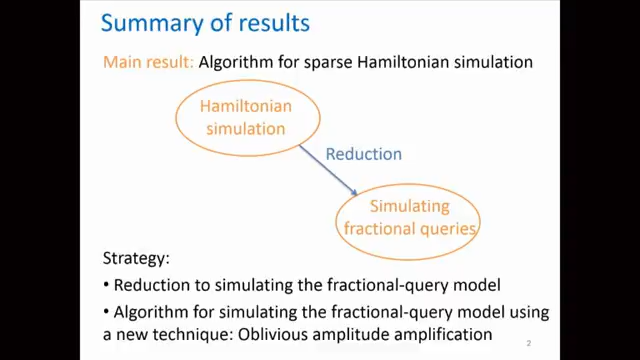 Summary of results
Main result: Algorithm for sparse Hamiltonian simulation
Hamiltonian
simulation
Reduction
Simulating
fractional queries
Strategy:
• Reduction to simulating the fractional-query model
• Algorithm for simulating the fractional-query model using
a new technique: Oblivious amplitude amplification
2